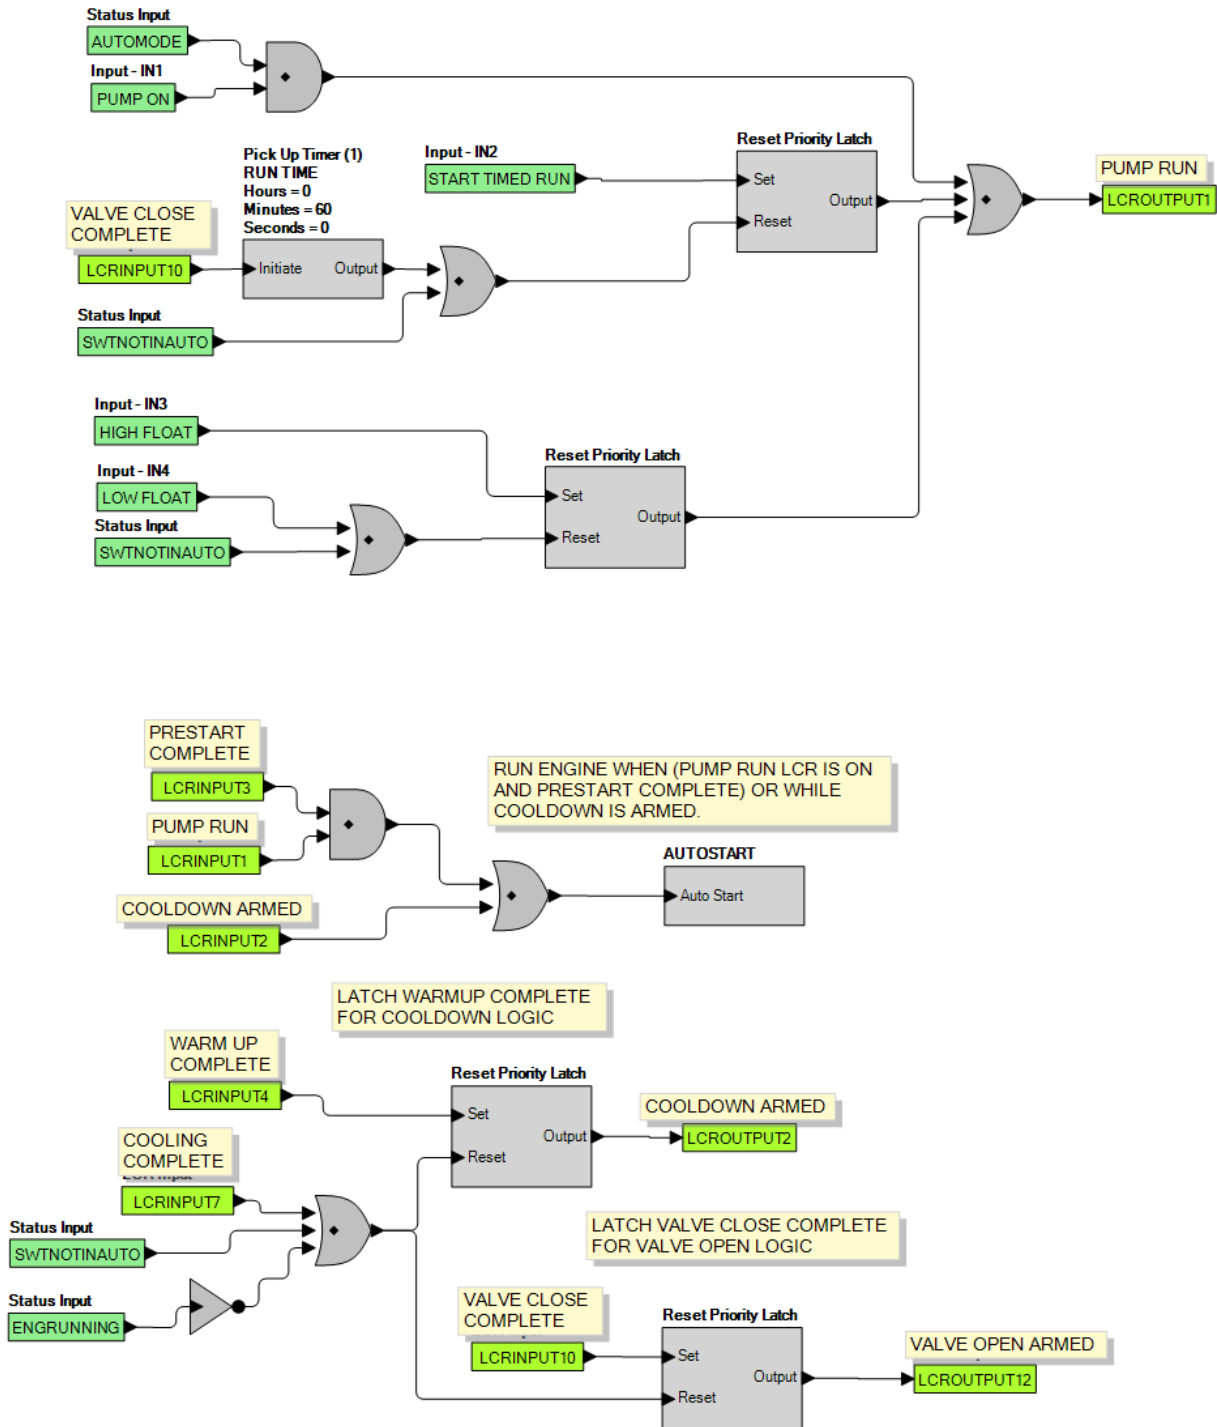 Status Input
AUTOMODE
Input - IN1
PUMP ON
Pick Up Timer (1)
RUN TIME
Hours = 0
Minutes = 60
Seconds = 0
Initiate
Output
VALVE CLOSE
COMPLETE
LCRINPUT10
Status Input
SWTNOTINAUTO
Input - IN2
START TIMED RUN
Reset Priority Latch
Set
Output
Reset
PUMP RUN
LCROUTPUT1
Input - IN3
HIGH FLOAT
Input - IN4
LOW FLOAT
Status Input
SWTNOTINAUTO
Reset Priority Latch
Set
Output
Reset
PRESTART
COMPLETE
LCRINPUT3
PUMP RUN
LCRINPUT1
COOLDOWN ARMED
LCRINPUT2
RUN ENGINE WHEN (PUMP RUN LCR IS ON
AND PRESTART COMPLETE) OR WHILE
COOLDOWN IS ARMED.
AUTOSTART
Auto Start
LATCH WARMUP COMPLETE
FOR COOLDOWN LOGIC
WARM UP
COMPLETE
LCRINPUT4
Reset Priority Latch
Set
Output
Reset
COOLDOWN ARMED
LCROUTPUT2
COOLING
COMPLETE
LCRINPUT7
Status Input
SWTNOTINAUTO
Status Input
ENGRUNNING
LATCH VALVE CLOSE COMPLETE
FOR VALVE OPEN LOGIC
VALVE CLOSE
COMPLETE
LCRINPUT10
Reset Priority Latch
Set
Output
Reset
VALVE OPEN ARMED
LCROUTPUT12